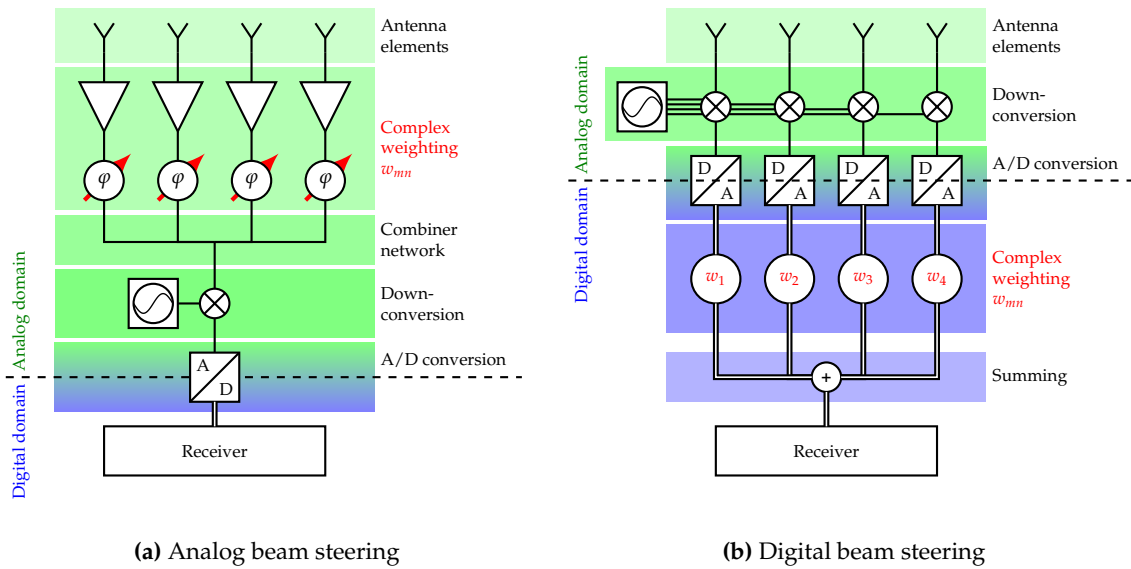 Antenna
elements
Complex
weighting
w_mn
φ φ φ φ
Combiner
network
Down-
conversion
A/D conversion
A
D
Receiver
Analog domain
Digital domain
(a) Analog beam steering
Antenna
elements
Down-
conversion
A/D conversion
D D D D
A A A A
Complex
weighting
w_mn
w_1 w_2 w_3 w_4
+
Summing
Receiver
Analog domain
Digital domain
(b) Digital beam steering